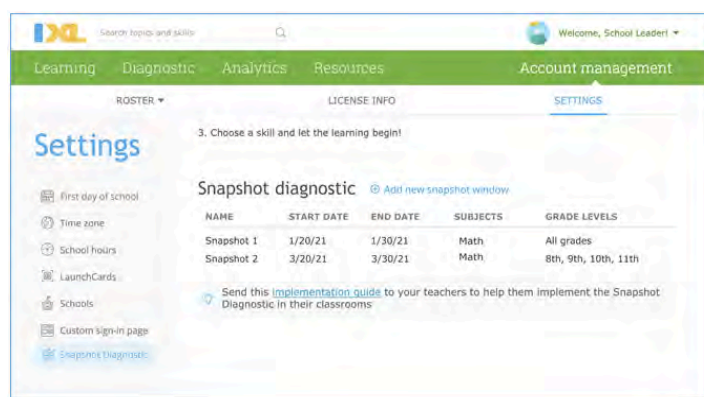 IXL Search topics and skills Welcome, School Leader!
Learning Diagnostic Analytics Resources Account management
ROSTER LICENSE INFO SETTINGS
Settings
First day of school
Time zone
School hours
LaunchCards
Schools
Custom sign-in page
Snapshot Diagnostic
3. Choose a skill and let the learning begin!
Snapshot diagnostic Add new snapshot window
NAME START DATE END DATE SUBJECTS GRADE LEVELS
Snapshot 1 1/20/21 1/30/21 Math All grades
Snapshot 2 3/20/21 3/30/21 Math 8th, 9th, 10th, 11th
Send this implementation guide to your teachers to help them implement the Snapshot
Diagnostic in their classrooms